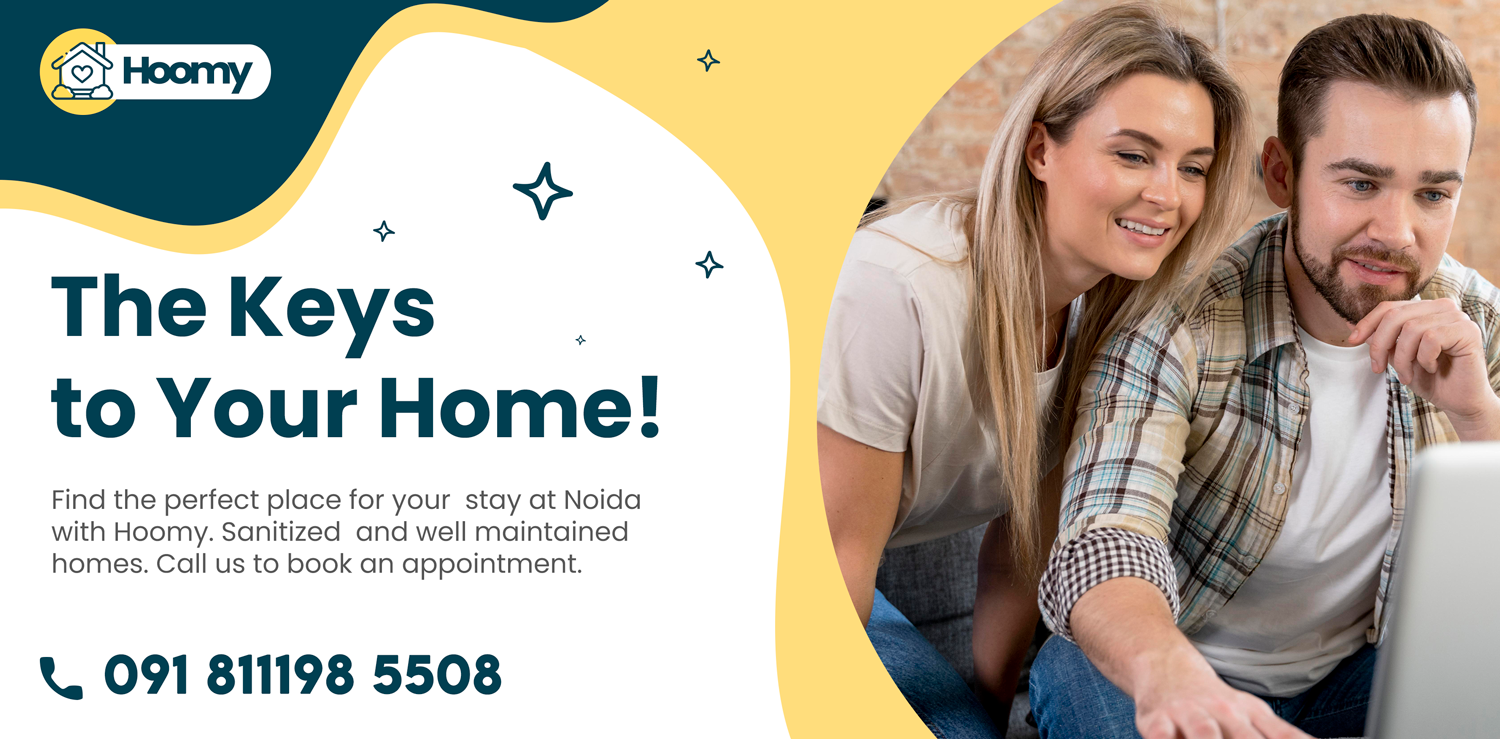 Hoomy
The Keys
to Your Home!
Find the perfect place for your stay at Noida
with Hoomy. Sanitized and well maintained
homes. Call us to book an appointment.
091 811198 5508